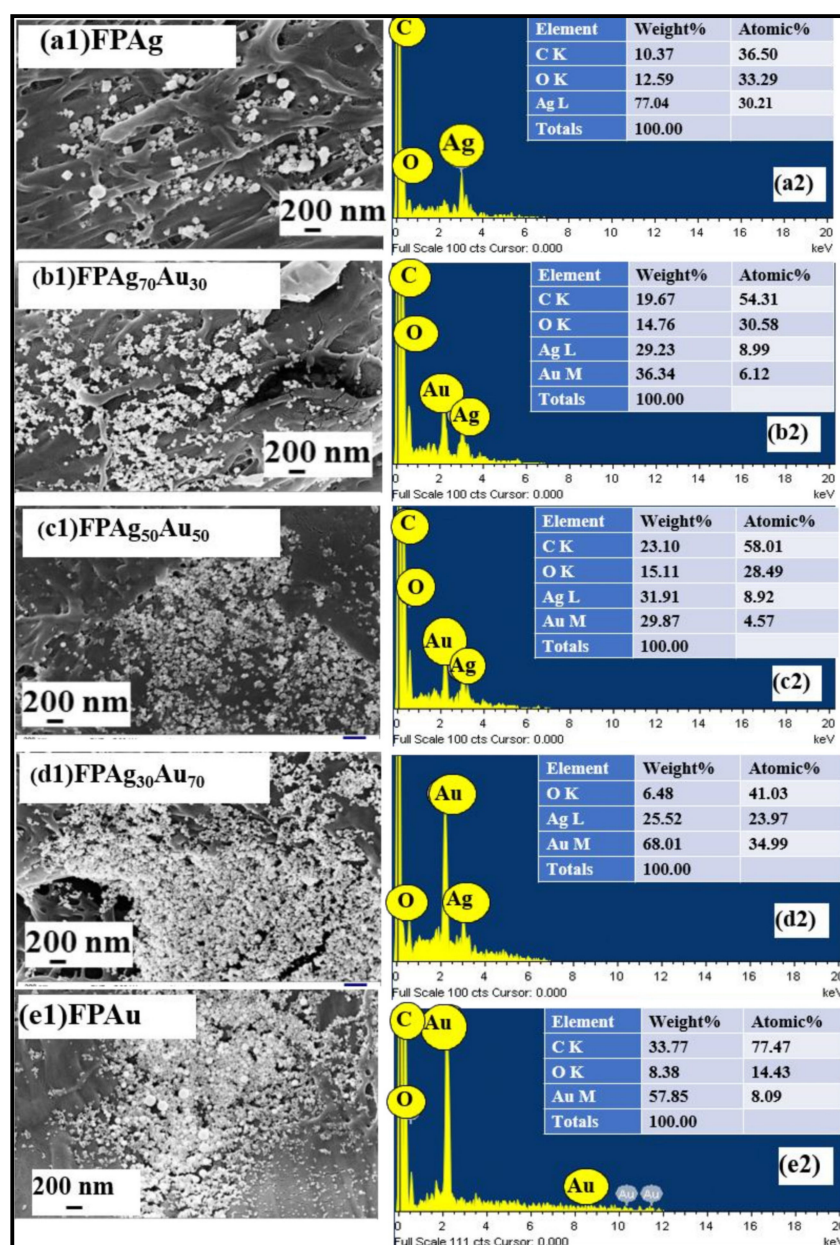 (a1)FPAg
200 nm
C
O
Ag
Element Weight% Atomic%
C K 10.37 36.50
O K 12.59 33.29
Ag L 77.04 30.21
Totals 100.00
(a2)
0 2 4 6 8 10 12 14 16 18 20
Full Scale 100 cts Cursor: 0.000 keV
(b1)FPAg₇₀Au₃₀
200 nm
C
O
Au
Ag
Element Weight% Atomic%
C K 19.67 54.31
O K 14.76 30.58
Ag L 29.23 8.99
Au M 36.34 6.12
Totals 100.00
(b2)
0 2 4 6 8 10 12 14 16 18 20
Full Scale 100 cts Cursor: 0.000 keV
(c1)FPAg₅₀Au₅₀
200 nm
C
O
Au
Ag
Element Weight% Atomic%
C K 23.10 58.01
O K 15.11 28.49
Ag L 31.91 8.92
Au M 29.87 4.57
Totals 100.00
(c2)
0 2 4 6 8 10 12 14 16 18 20
Full Scale 100 cts Cursor: 0.000 keV
(d1)FPAg₃₀Au₇₀
200 nm
Au
O
Ag
Element Weight% Atomic%
O K 6.48 41.03
Ag L 25.52 23.97
Au M 68.01 34.99
Totals 100.00
(d2)
0 2 4 6 8 10 12 14 16 18 20
Full Scale 100 cts Cursor: 0.000 keV
(e1)FPAu
200 nm
C
Au
O
Au
Au
Au
Element Weight% Atomic%
C K 33.77 77.47
O K 8.38 14.43
Au M 57.85 8.09
Totals 100.00
(e2)
0 2 4 6 8 10 12 14 16 18 20
Full Scale 111 cts Cursor: 0.000 keV